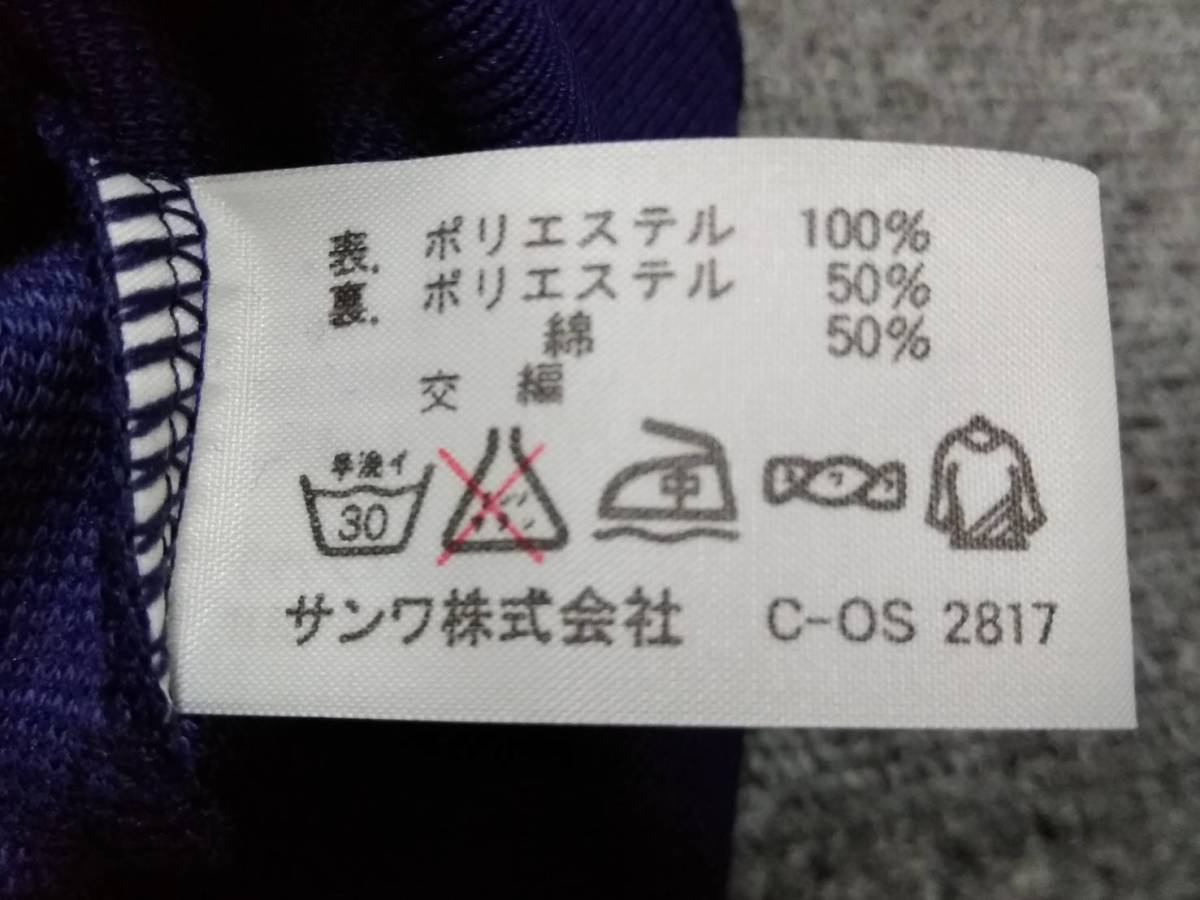 表. ポリエステル 100%
裏. ポリエステル 50%
綿 50%
交 編
手洗イ
30
中
サンワ株式会社 C-OS 2817